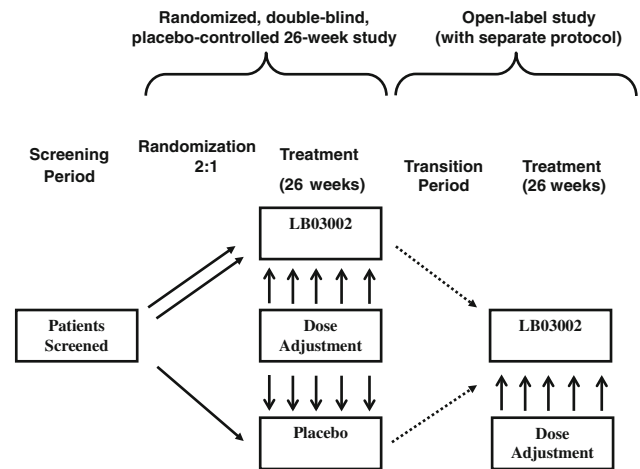 Randomized, double-blind,
placebo-controlled 26-week study
Open-label study
(with separate protocol)
Screening
Period
Randomization
2:1
Treatment
(26 weeks)
Transition
Period
Treatment
(26 weeks)
LB03002
Patients
Screened
Dose
Adjustment
LB03002
Placebo
Dose
Adjustment